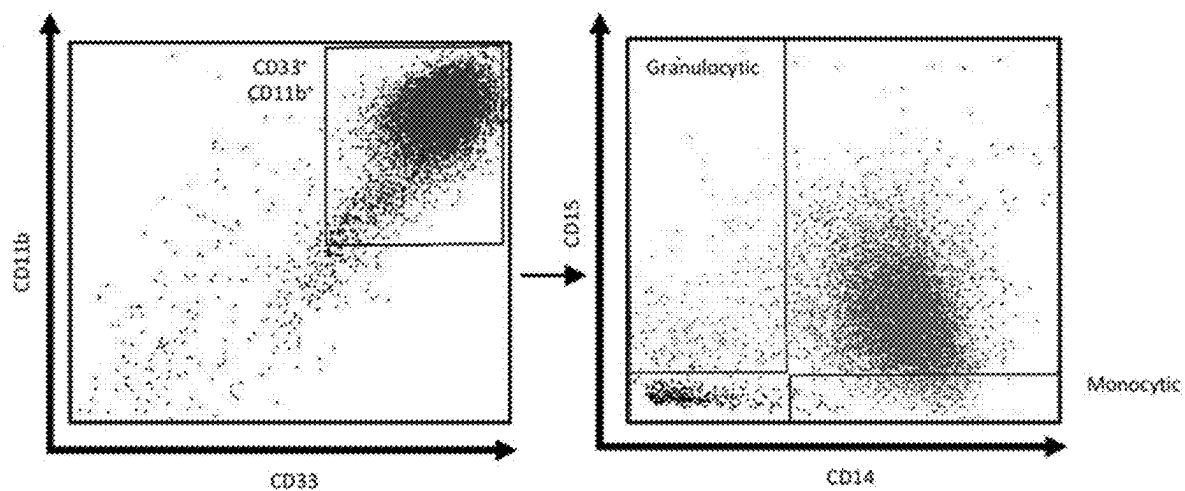 CD33⁺
CD11b⁺
CD11b
CD33
Granulocytic
CD15
CD14
Monocytic